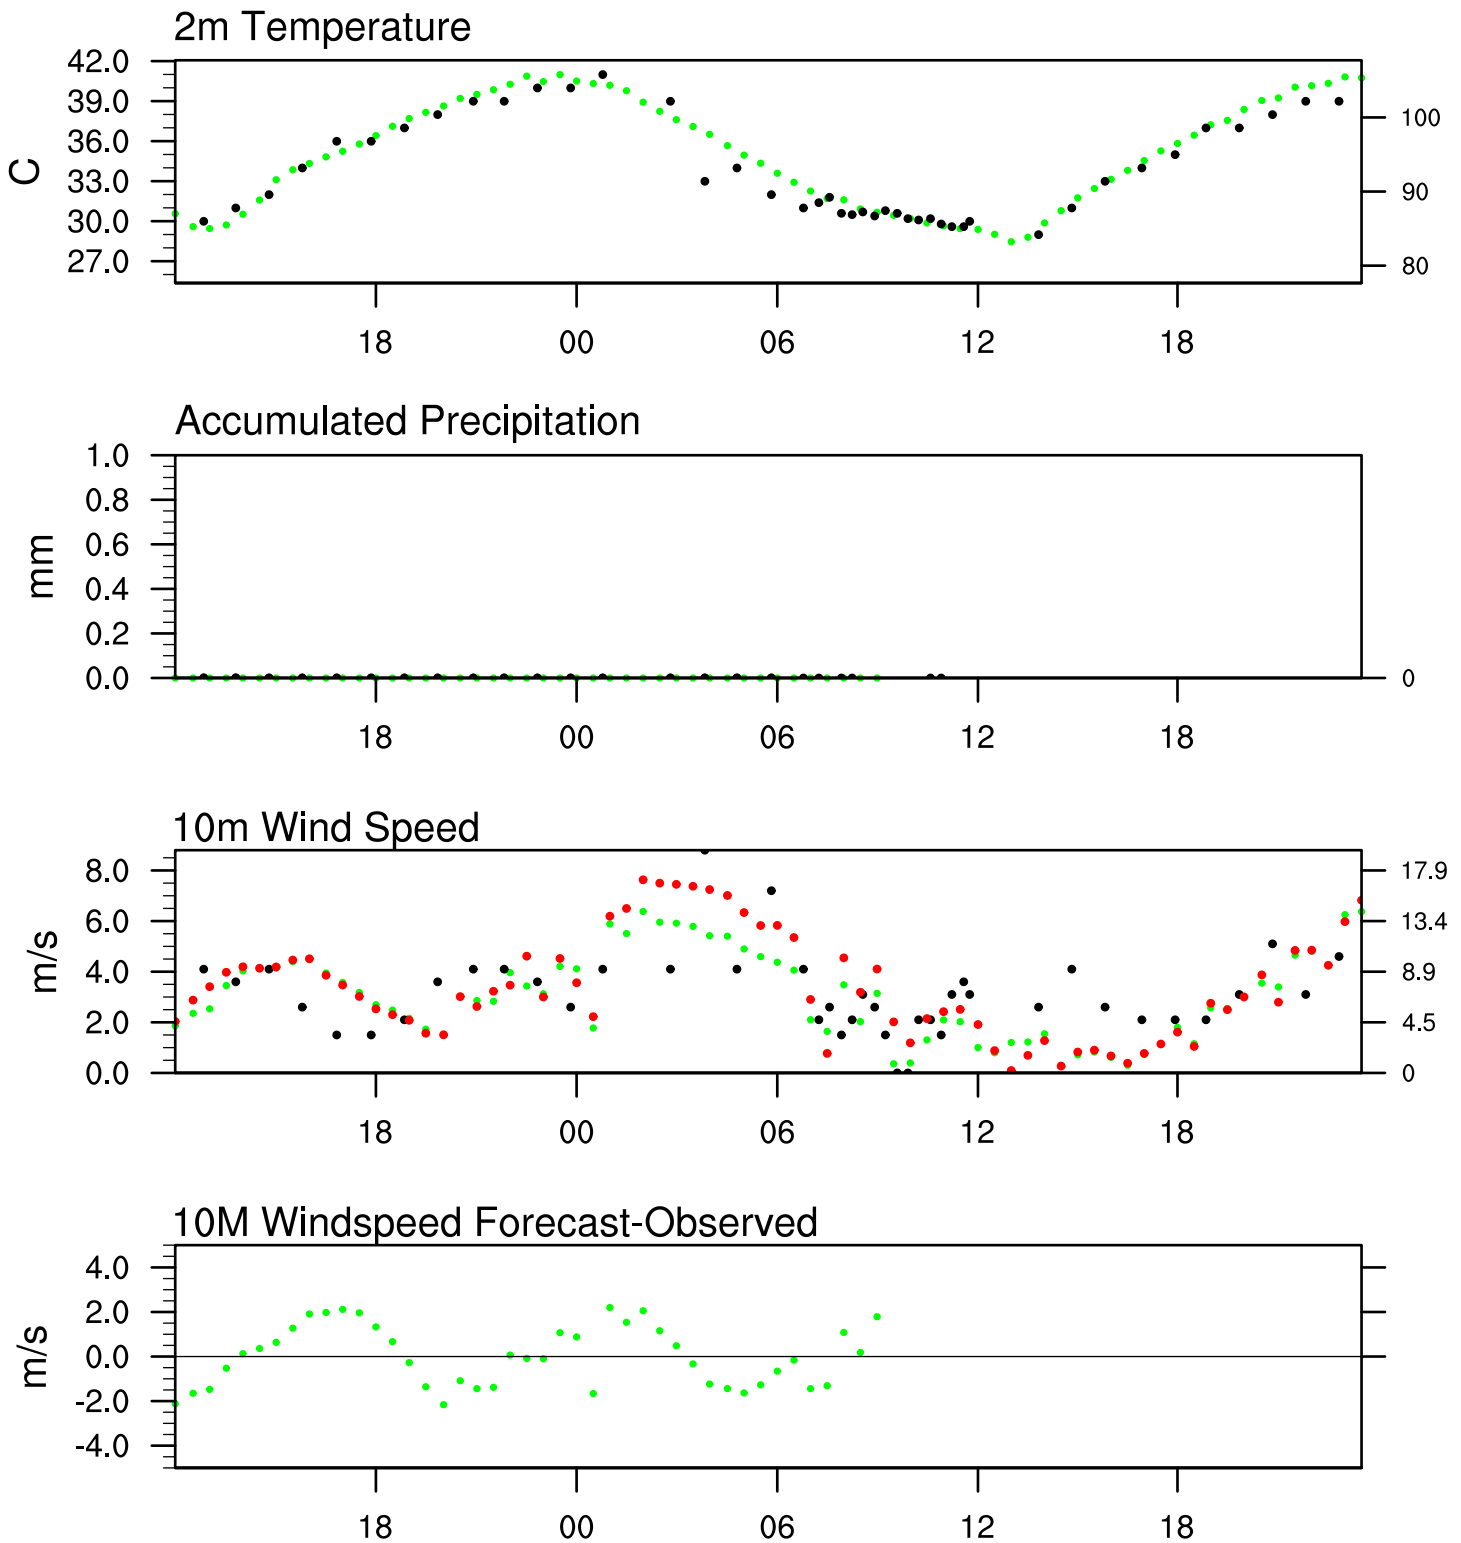 2m Temperature
42.0
39.0
36.0
33.0
30.0
27.0
C
100
90
80
18 00 06 12 18
Accumulated Precipitation
1.0
0.8
0.6
0.4
0.2
0.0
mm
0
18 00 06 12 18
10m Wind Speed
8.0
6.0
4.0
2.0
0.0
m/s
17.9
13.4
8.9
4.5
0
18 00 06 12 18
10M Windspeed Forecast-Observed
4.0
2.0
0.0
-2.0
-4.0
m/s
18 00 06 12 18